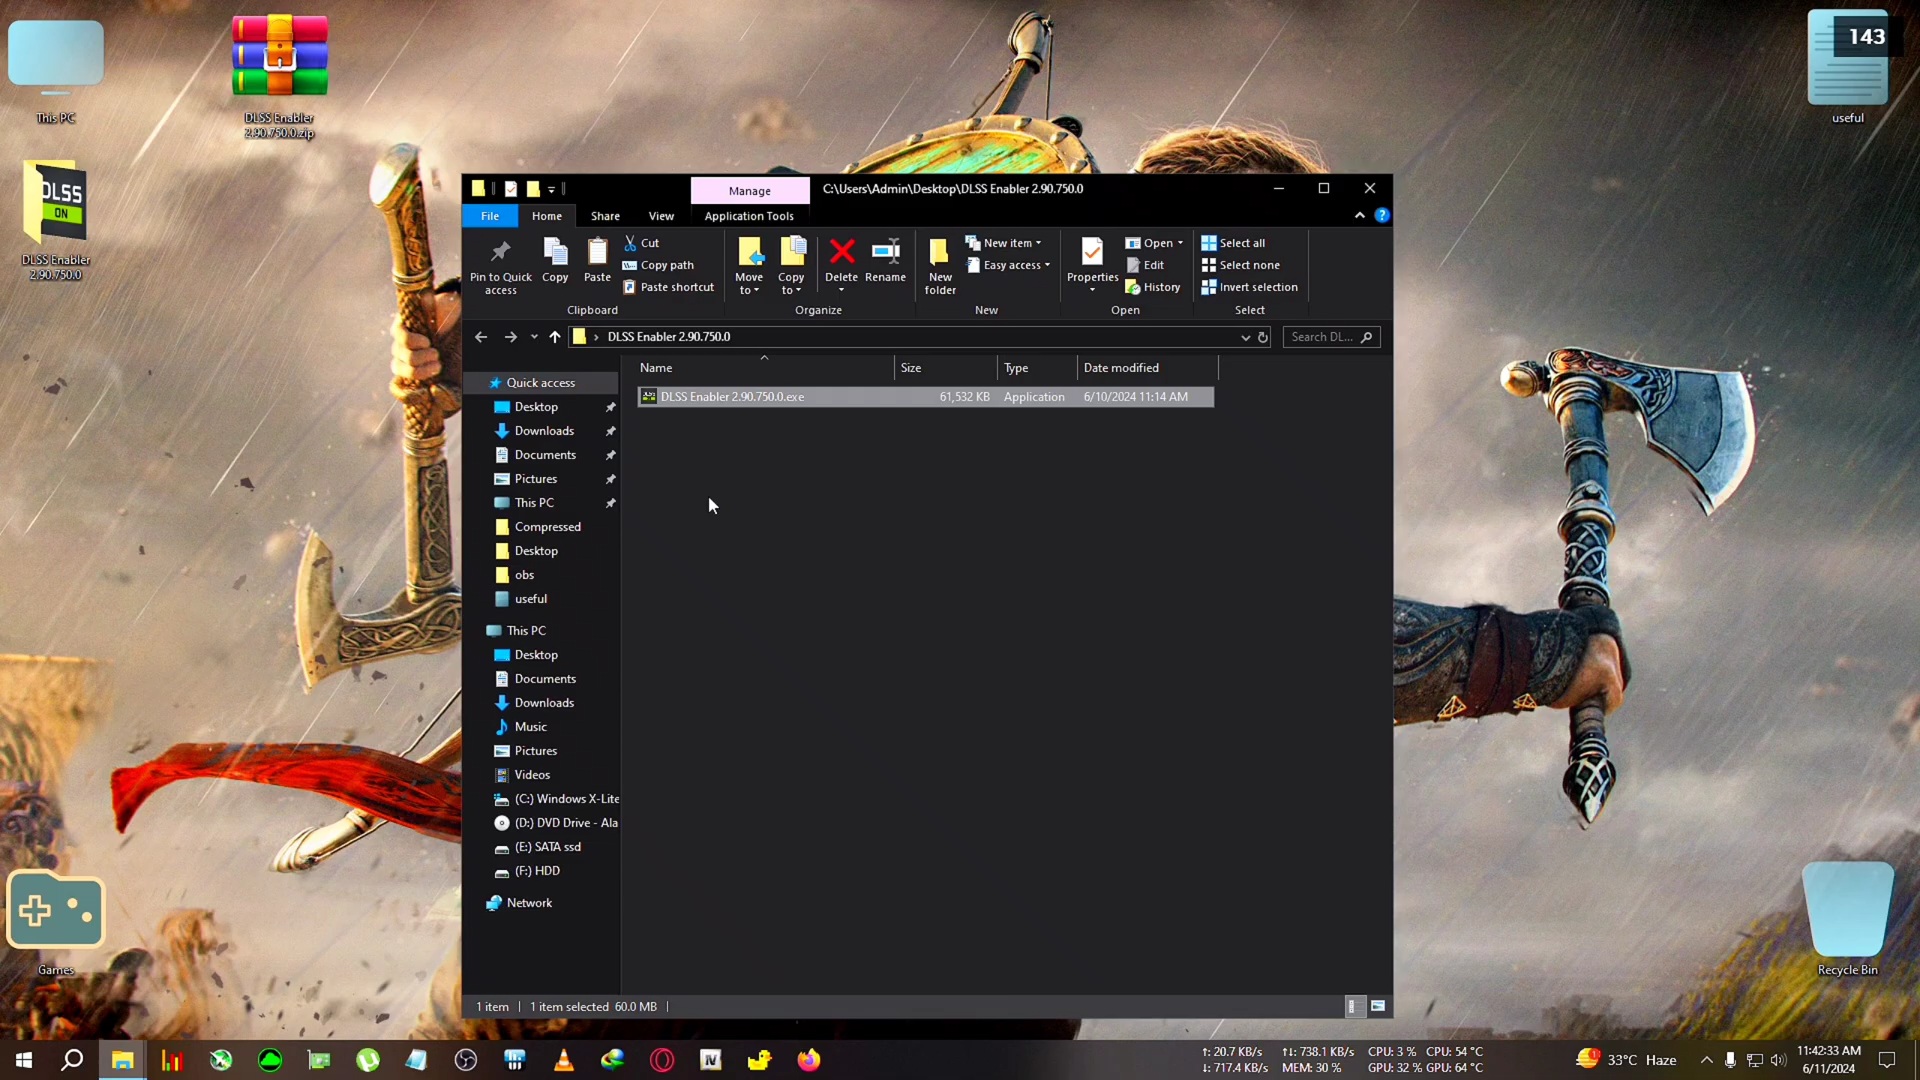 This PC
DLSS Enabler
2.90.750.0.zip
DLSS
ON
DLSS Enabler
2.90.750.0
143
useful
Manage
C:\Users\Admin\Desktop\DLSS Enabler 2.90.750.0
File
Home
Share
View
Application Tools
Pin to Quick
access
Copy
Paste
Cut
Copy path
Paste shortcut
Clipboard
Move
to
Copy
to
Delete
Rename
Organize
New
folder
New item
Easy access
New
Properties
Open
Edit
History
Open
Select all
Select none
Invert selection
Select
DLSS Enabler 2.90.750.0
Search DL...
Name
Size
Type
Date modified
DLSS Enabler 2.90.750.0.exe
61,532 KB
Application
6/10/2024 11:14 AM
Quick access
Desktop
Downloads
Documents
Pictures
This PC
Compressed
Desktop
obs
useful
This PC
Desktop
Documents
Downloads
Music
Pictures
Videos
(C:) Windows X-Lite
(D:) DVD Drive - Ala
(E:) SATA ssd
(F:) HDD
Network
1 item
1 item selected 60.0 MB
Games
Recycle Bin
IV
↑: 20.7 KB/s
↓: 717.4 KB/s
↑↓: 738.1 KB/s
MEM: 30 %
CPU: 3 % CPU: 54 °C
GPU: 32 % GPU: 64 °C
33°C Haze
11:42:33 AM
6/11/2024